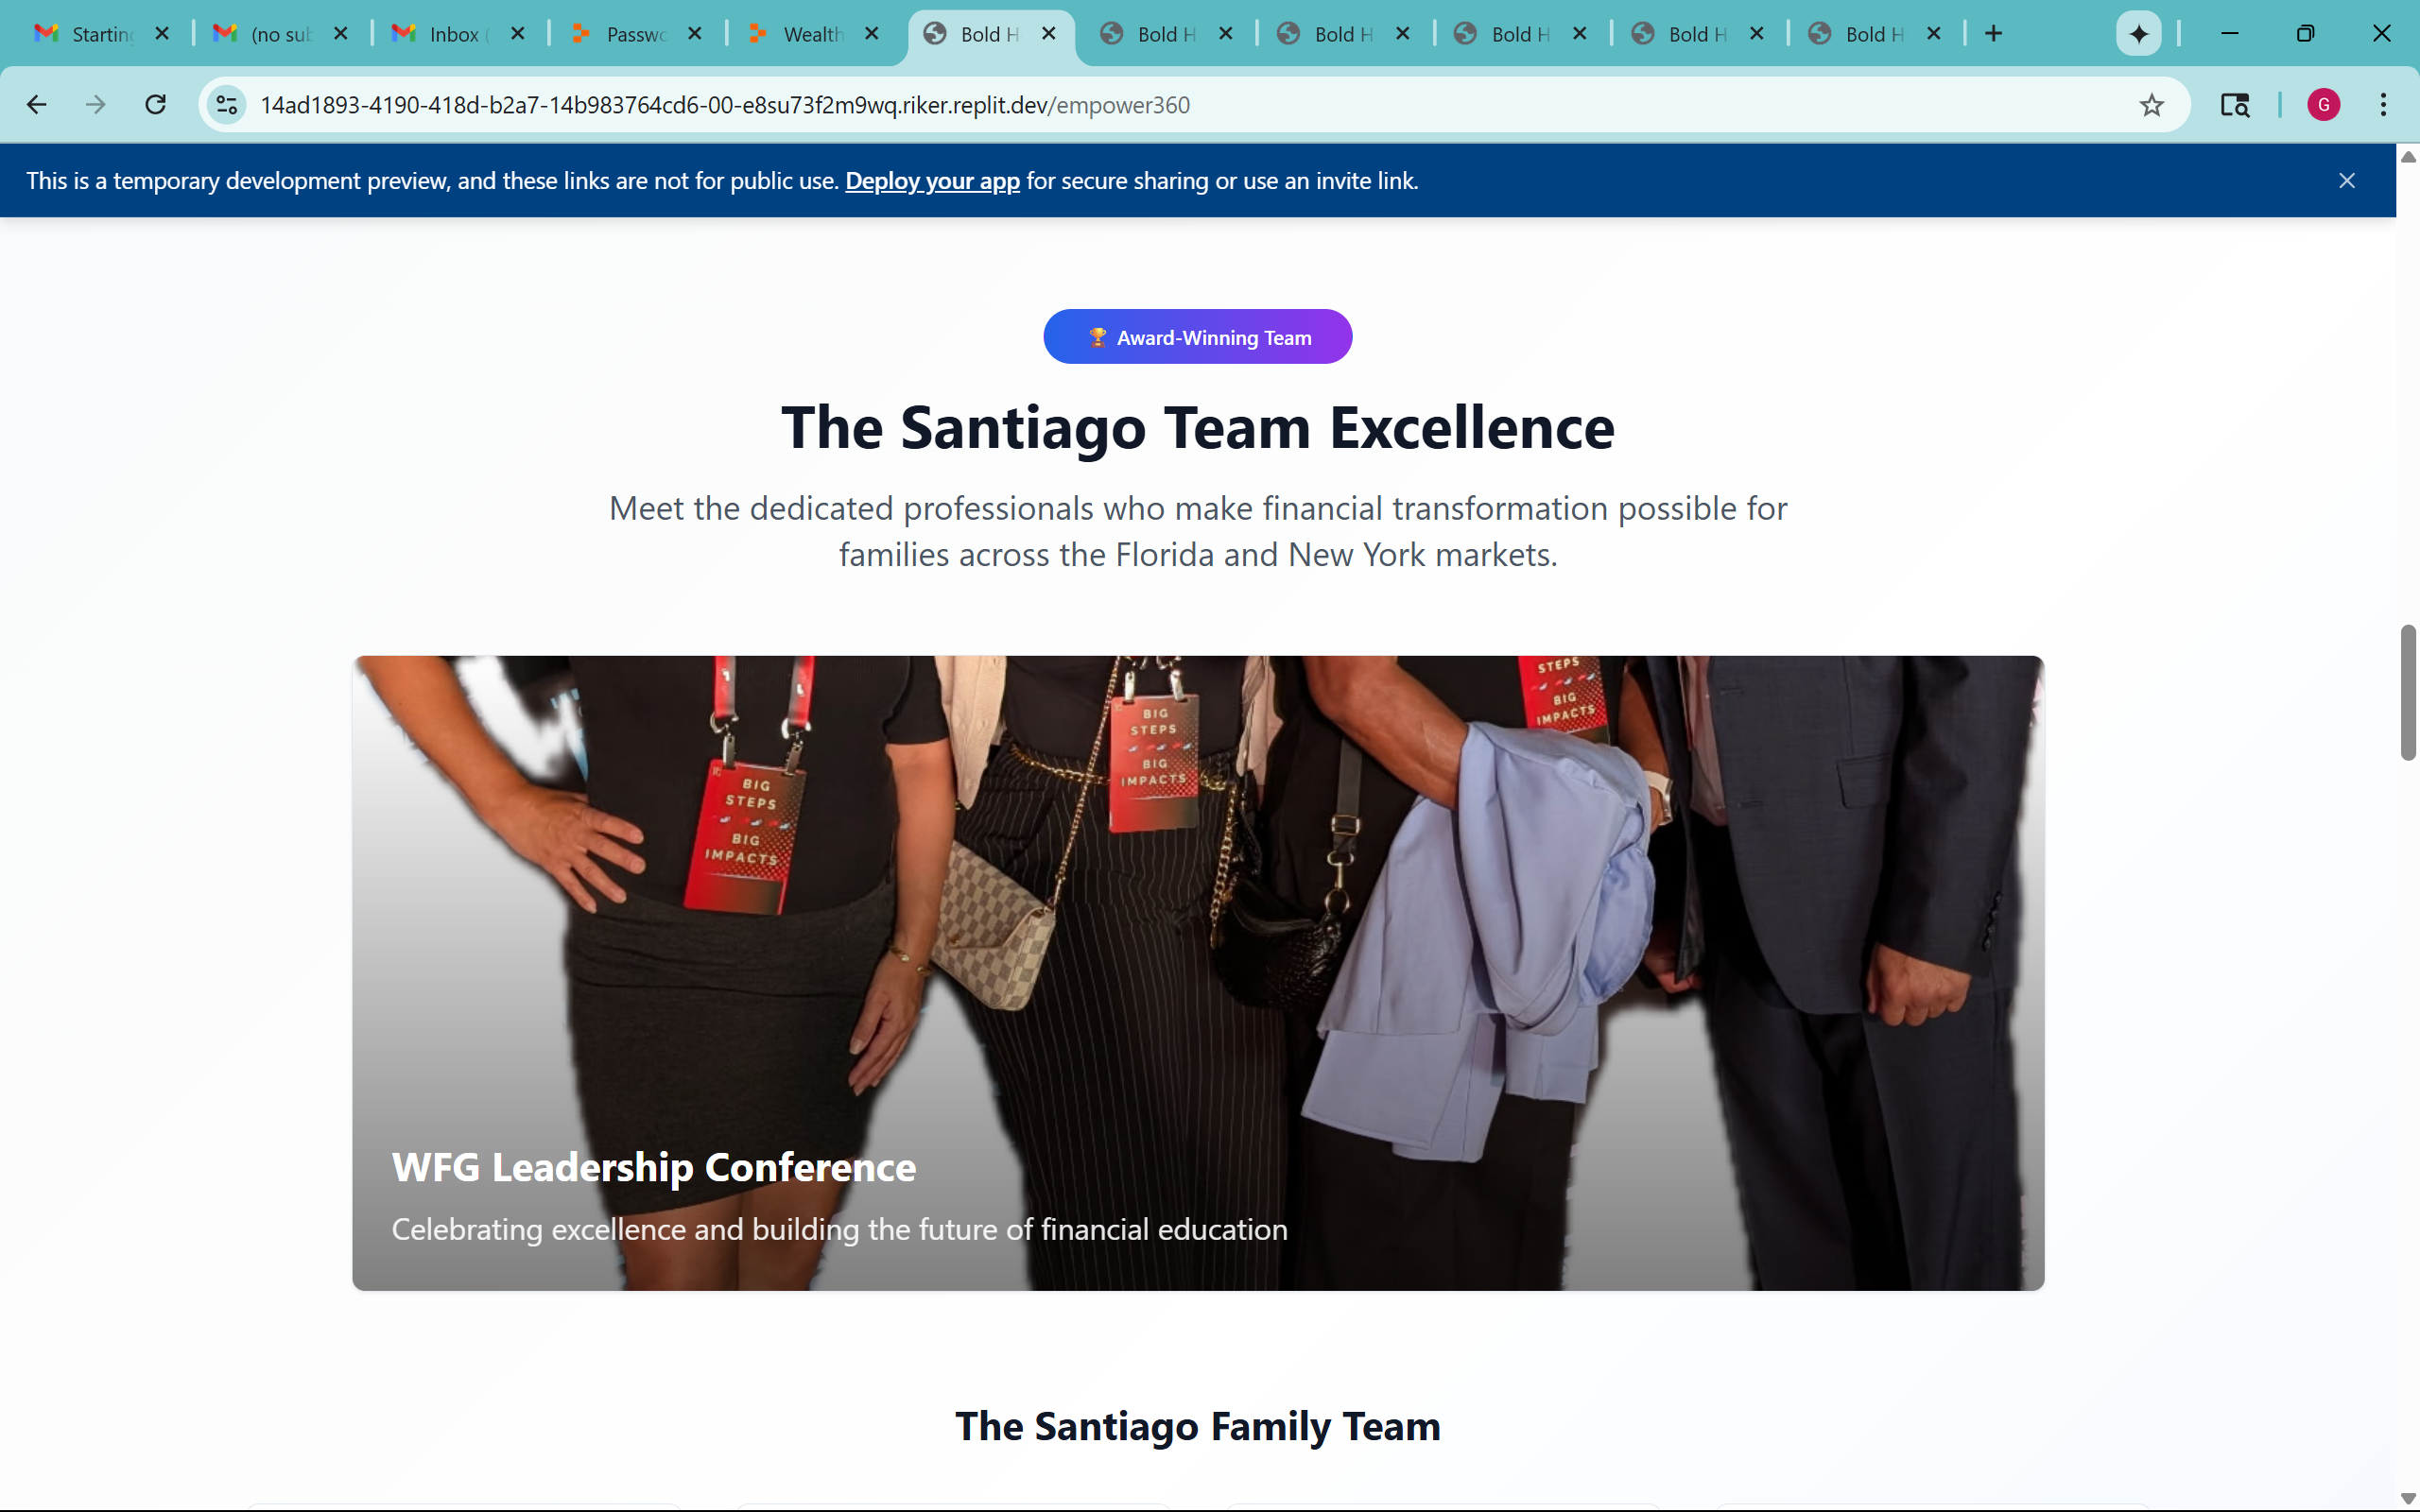 Starting
(no sub
Inbox (
Passwo
Wealth
Bold H
Bold H
Bold H
Bold H
Bold H
Bold H
14ad1893-4190-418d-b2a7-14b983764cd6-00-e8su73f2m9wq.riker.replit.dev/empower360
G
This is a temporary development preview, and these links are not for public use. Deploy your app for secure sharing or use an invite link.
🏆 Award-Winning Team
The Santiago Team Excellence
Meet the dedicated professionals who make financial transformation possible for
families across the Florida and New York markets.
STEPS
BIG
IMPACTS
BIG
STEPS
BIG
IMPACTS
BIG
STEPS
BIG
IMPACTS
WFG Leadership Conference
Celebrating excellence and building the future of financial education
The Santiago Family Team